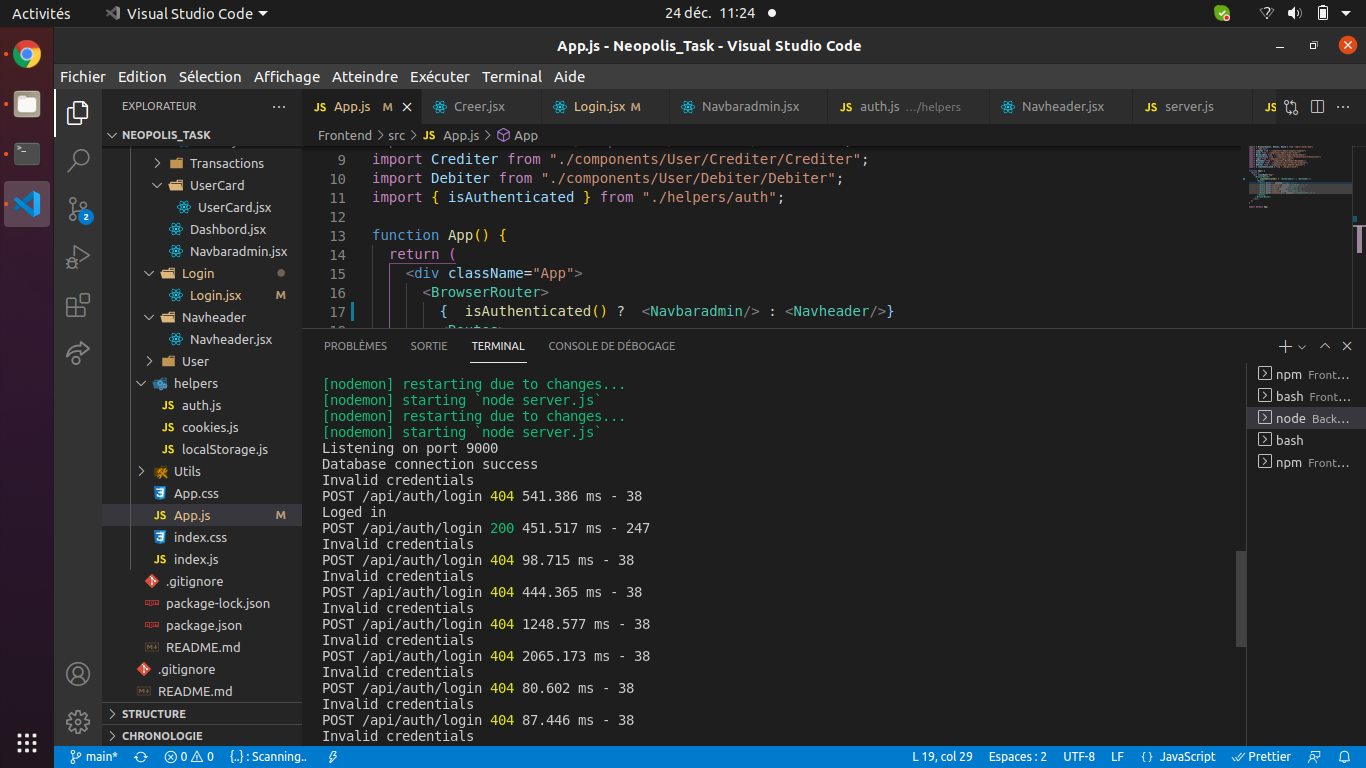 Activités
Visual Studio Code
24 déc. 11:24
App.js - Neopolis_Task - Visual Studio Code
Fichier Edition Sélection Affichage Atteindre Exécuter Terminal Aide
EXPLORATEUR
NEOPOLIS_TASK
Transactions
UserCard
UserCard.jsx
Dashbord.jsx
Navbaradmin.jsx
Login
Login.jsx M
Navheader
Navheader.jsx
User
helpers
JS auth.js
JS cookies.js
JS localStorage.js
Utils
App.css
JS App.js M
index.css
JS index.js
.gitignore
package-lock.json
package.json
README.md
.gitignore
README.md
STRUCTURE
CHRONOLOGIE
2
JS App.js M
Creer.jsx
Login.jsx M
Navbaradmin.jsx
JS auth.js .../helpers
Navheader.jsx
JS server.js
Frontend > src > JS App.js > App
9 import Crediter from "./components/User/Crediter/Crediter";
10 import Debiter from "./components/User/Debiter/Debiter";
11 import { isAuthenticated } from "./helpers/auth";
12
13 function App() {
14 return (
15 <div className="App">
16 <BrowserRouter>
17 { isAuthenticated() ? <Navbaradmin/> : <Navheader/>}
PROBLÈMES SORTIE TERMINAL CONSOLE DE DÉBOGAGE
[nodemon] restarting due to changes...
[nodemon] starting `node server.js`
[nodemon] restarting due to changes...
[nodemon] starting `node server.js`
Listening on port 9000
Database connection success
Invalid credentials
POST /api/auth/login 404 541.386 ms - 38
Loged in
POST /api/auth/login 200 451.517 ms - 247
Invalid credentials
POST /api/auth/login 404 98.715 ms - 38
Invalid credentials
POST /api/auth/login 404 444.365 ms - 38
Invalid credentials
POST /api/auth/login 404 1248.577 ms - 38
Invalid credentials
POST /api/auth/login 404 2065.173 ms - 38
Invalid credentials
POST /api/auth/login 404 80.602 ms - 38
Invalid credentials
POST /api/auth/login 404 87.446 ms - 38
Invalid credentials
npm Front...
bash Front...
node Back...
bash
npm Front...
main* 0 0 {..} : Scanning.. L 19, col 29 Espaces : 2 UTF-8 LF { } JavaScript Prettier